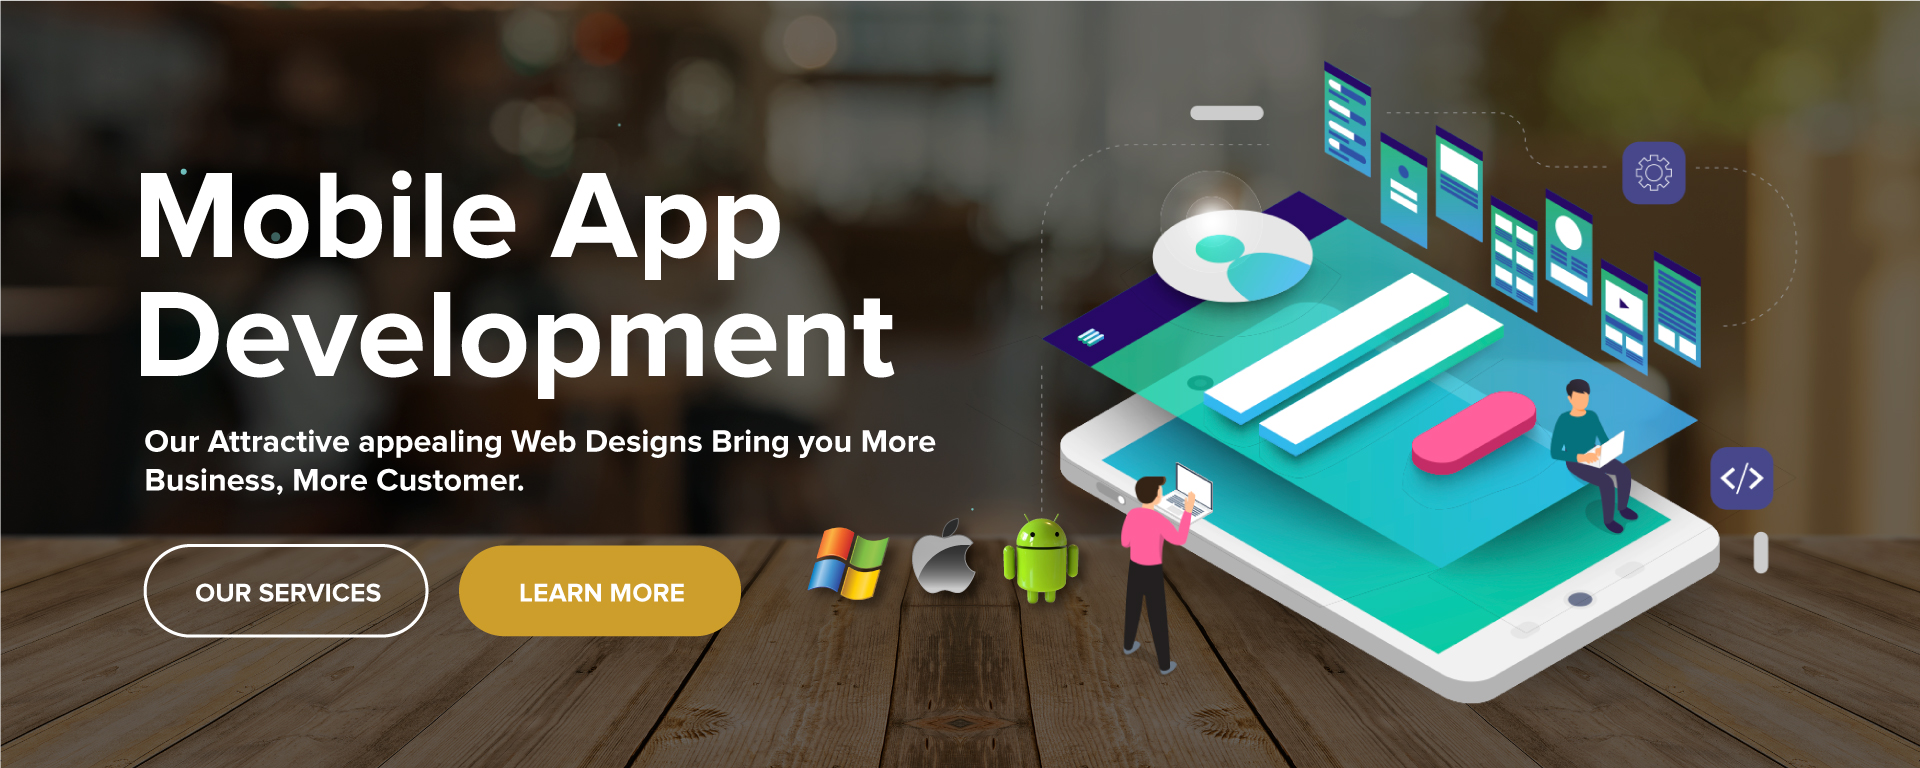 Mobile App
Development
Our Attractive appealing Web Designs Bring you More
Business, More Customer.
OUR SERVICES
LEARN MORE
</>